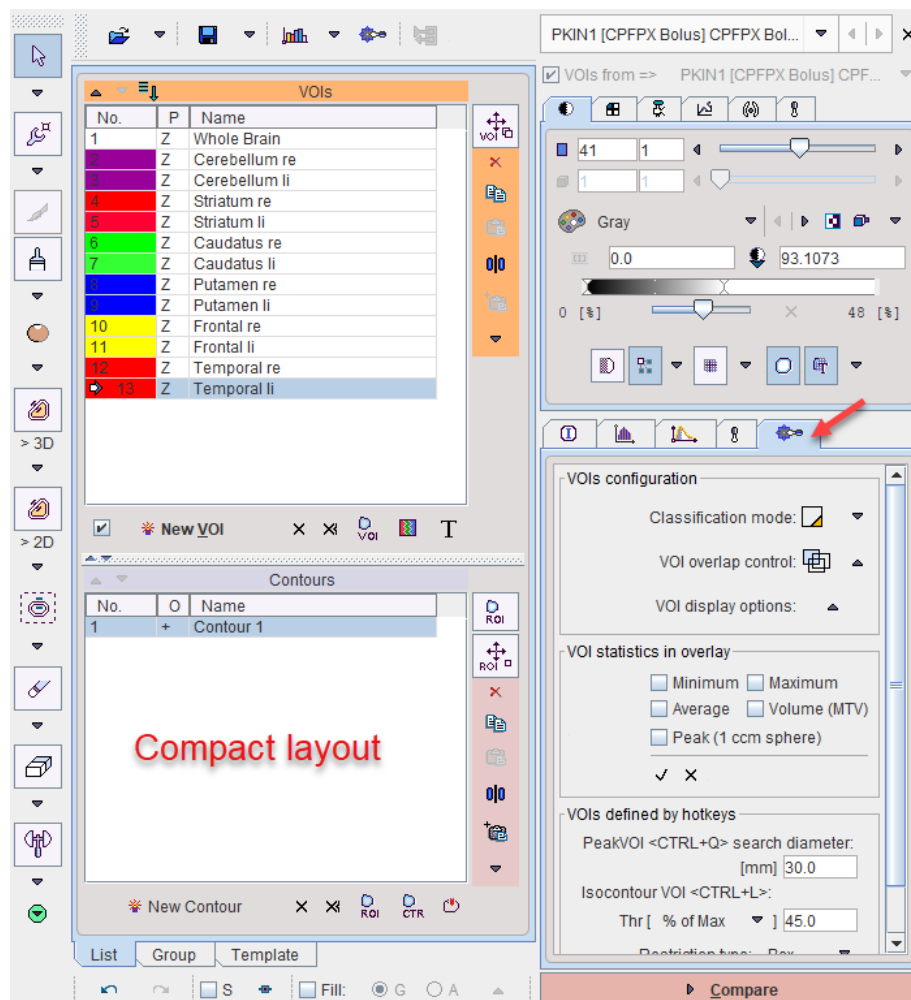 PKIN1 [CPFPX Bolus] CPFPX Bol...
VOIs from => PKIN1 [CPFPX Bolus] CPF...
VOIs
No. P Name
1 Z Whole Brain
2 Z Cerebellum re
3 Z Cerebellum li
4 Z Striatum re
5 Z Striatum li
6 Z Caudatus re
7 Z Caudatus li
8 Z Putamen re
9 Z Putamen li
10 Z Frontal re
11 Z Frontal li
12 Z Temporal re
13 Z Temporal li
VOI
> 3D
> 2D
New VOI
VOI
T
Contours
No. O Name
1 + Contour 1
ROI
ROI
Compact layout
New Contour
ROI
CTR
List Group Template
S Fill: G A
41 1
1 1
Gray
0.0 93.1073
0 [%] 48 [%]
VOIs configuration
Classification mode:
VOI overlap control:
VOI display options:
VOI statistics in overlay
Minimum Maximum
Average Volume (MTV)
Peak (1 ccm sphere)
VOIs defined by hotkeys
PeakVOI <CTRL+Q> search diameter:
[mm] 30.0
Isocontour VOI <CTRL+L>:
Thr [ % of Max ] 45.0
Restriction type: Box
Compare